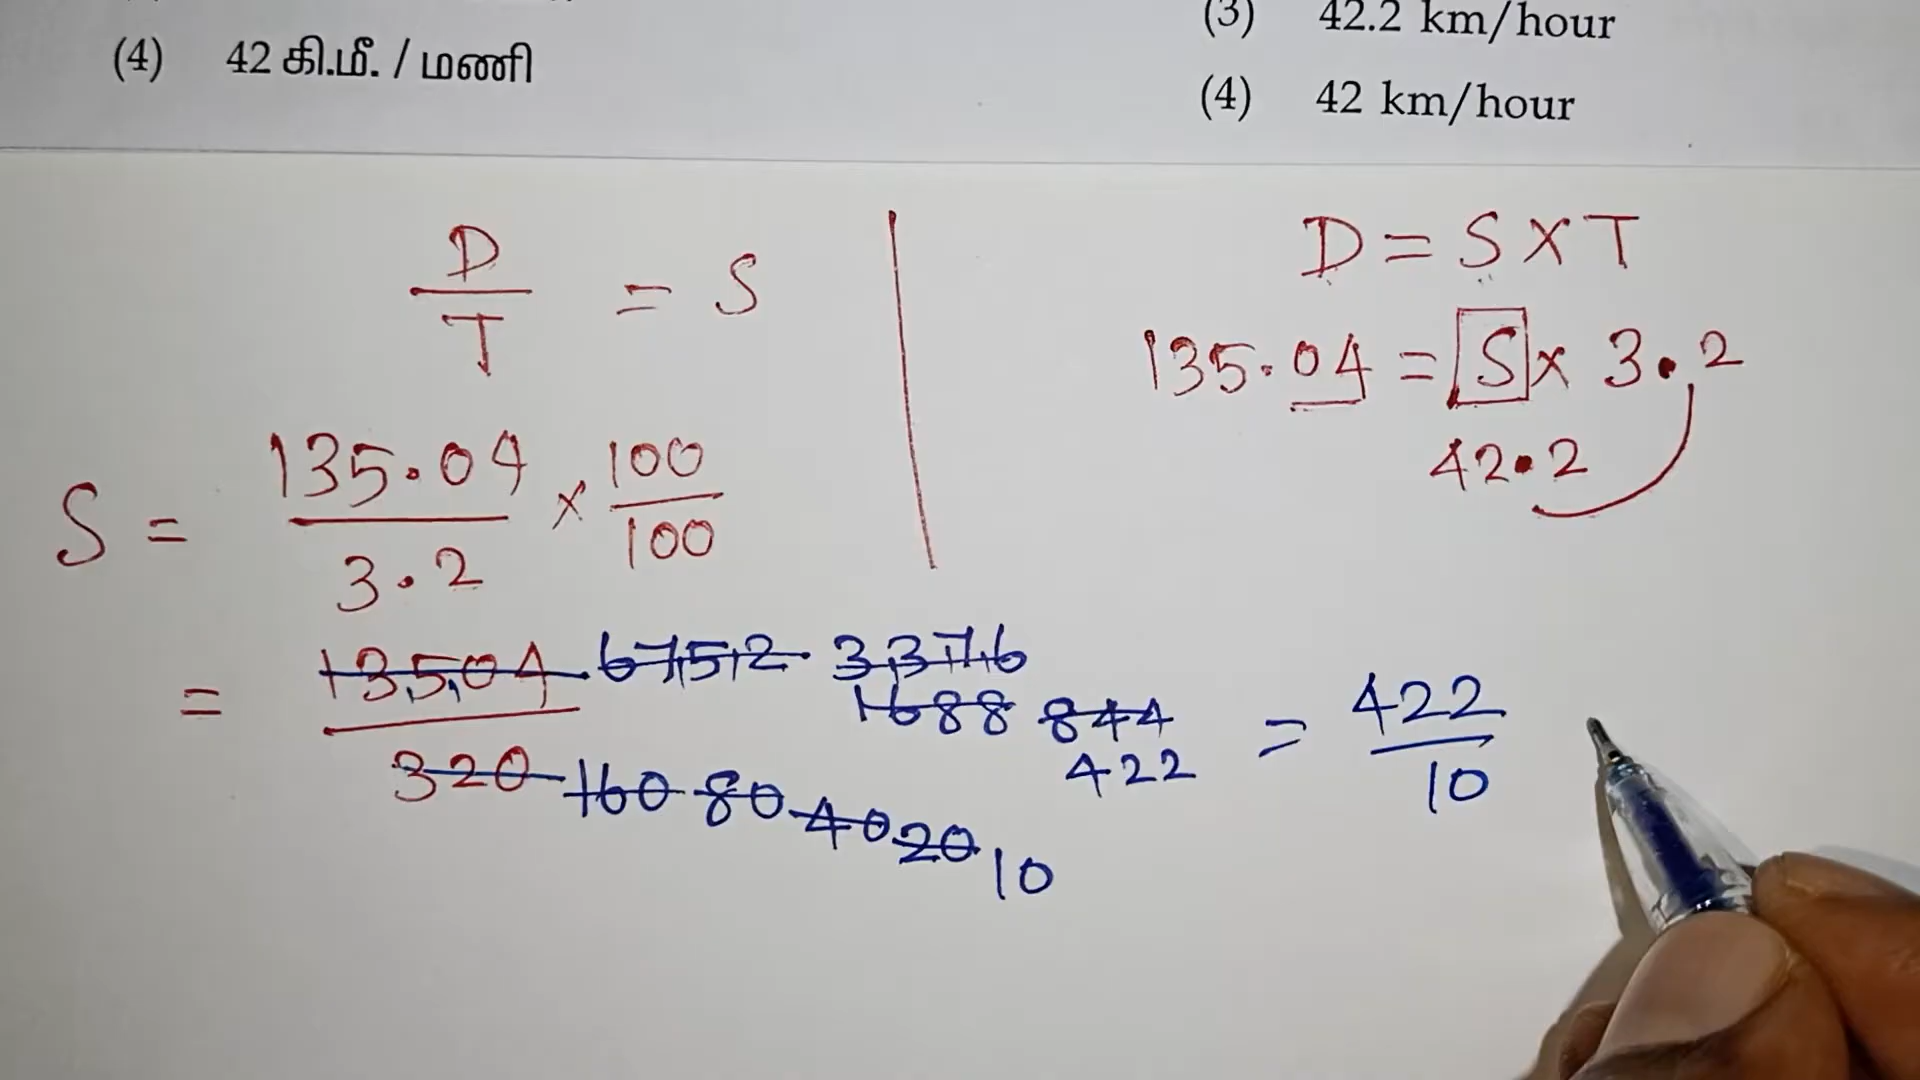 (4) 42 கி.மீ. / மணி
(3) 42.2 km/hour
(4) 42 km/hour
D/T = S
S = 135.04/3.2 × 100/100
D = S × T
135.04 = S × 3.2
42.2
= 13504 6752 3376
1688 844
422
320 160 80 40 20 10
= 422/10